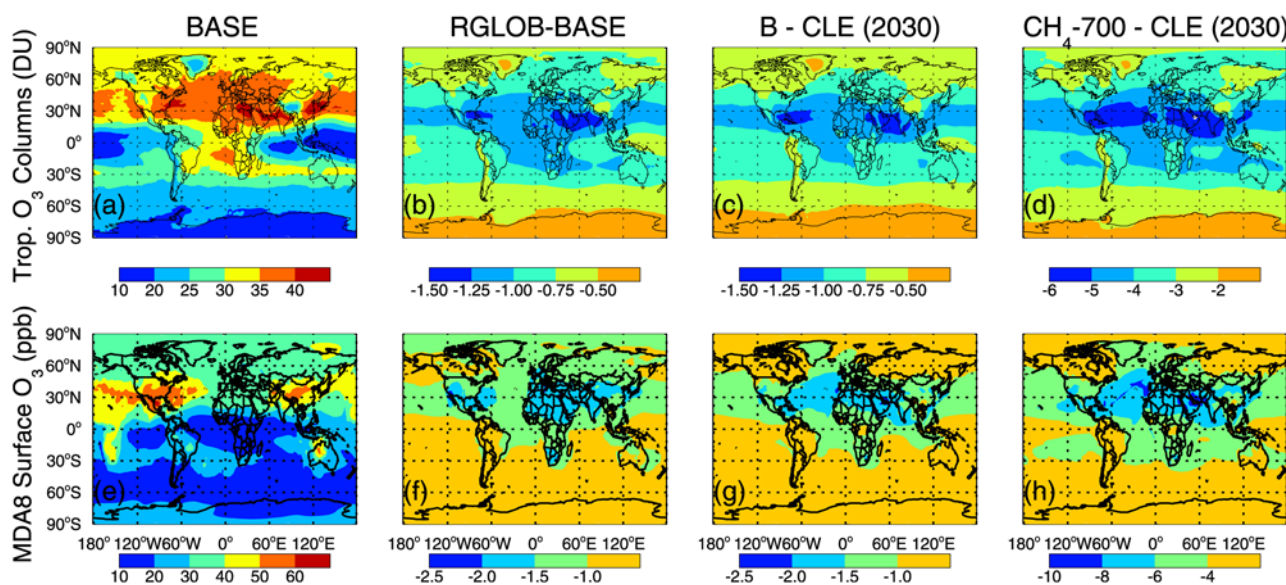 BASE RGLOB-BASE B - CLE (2030) CH4-700 - CLE (2030)
Trop. O3 Columns (DU)
90°N
60°N
30°N
0°
30°S
60°S
90°S
(a) (b) (c) (d)
10 20 25 30 35 40 -1.50 -1.25 -1.00 -0.75 -0.50 -1.50 -1.25 -1.00 -0.75 -0.50 -6 -5 -4 -3 -2
MDA8 Surface O3 (ppb)
90°N
60°N
30°N
0°
30°S
60°S
90°S
(e) (f) (g) (h)
180°120°W60°W 0° 60°E 120°E 180°120°W60°W 0° 60°E 120°E 180°120°W60°W 0° 60°E 120°E 180°120°W60°W 0° 60°E 120°E
10 20 30 40 50 60 -2.5 -2.0 -1.5 -1.0 -2.5 -2.0 -1.5 -1.0 -10 -8 -6 -4